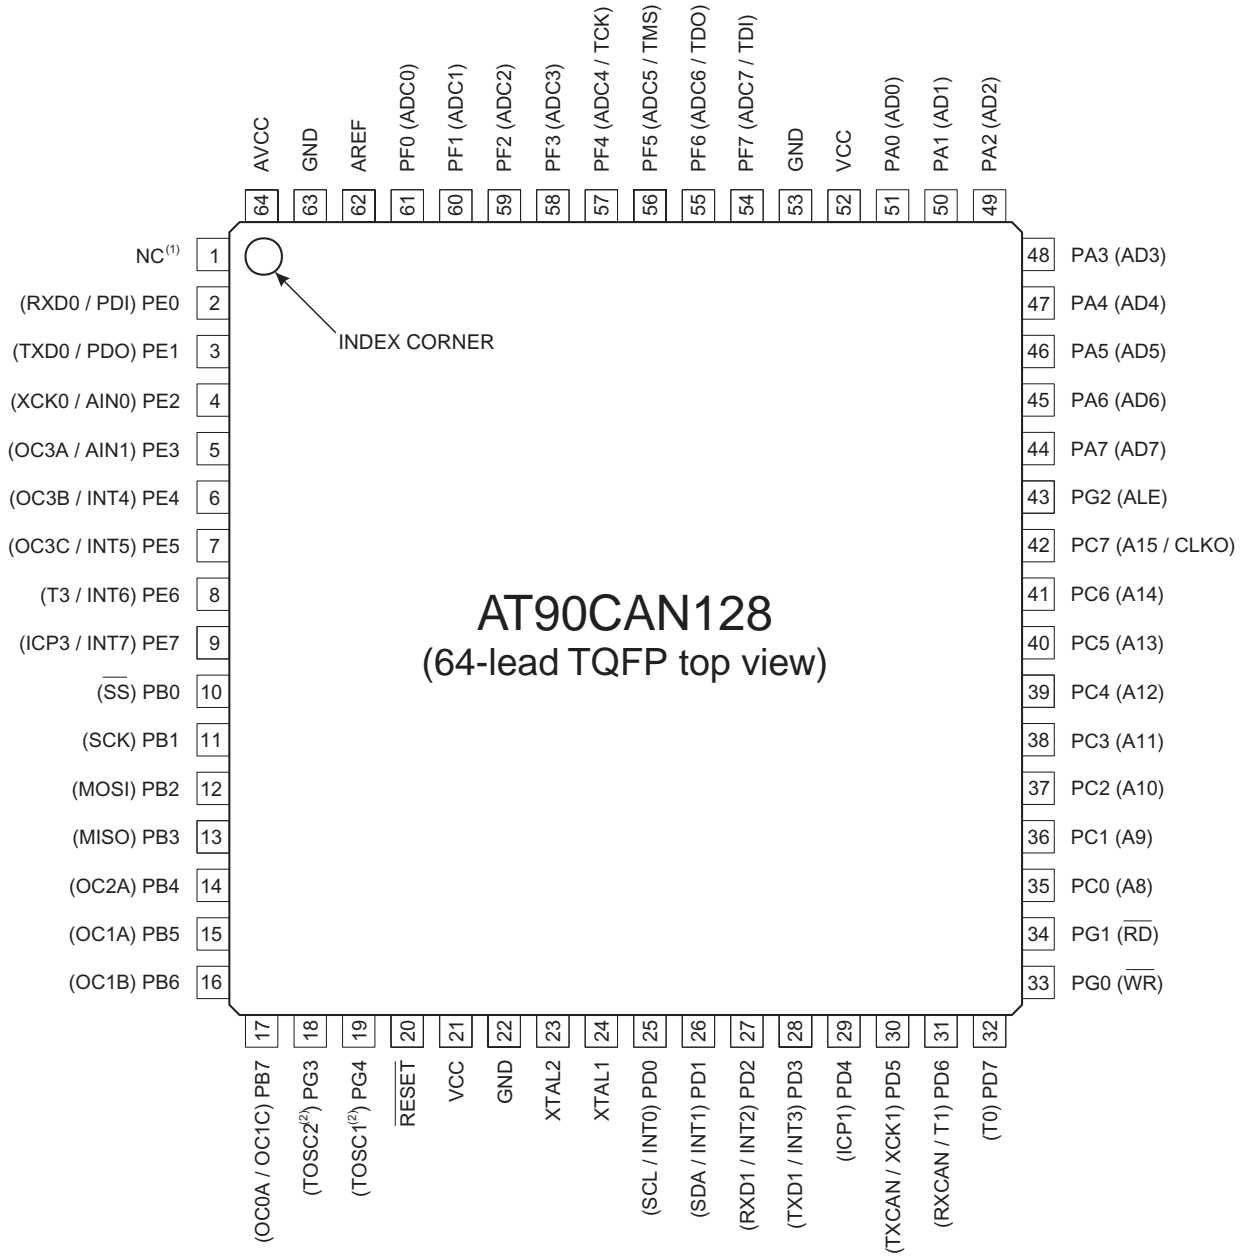 AVCC
GND
AREF
PF0 (ADC0)
PF1 (ADC1)
PF2 (ADC2)
PF3 (ADC3)
PF4 (ADC4 / TCK)
PF5 (ADC5 / TMS)
PF6 (ADC6 / TDO)
PF7 (ADC7 / TDI)
GND
VCC
PA0 (AD0)
PA1 (AD1)
PA2 (AD2)
64
63
62
61
60
59
58
57
56
55
54
53
52
51
50
49
NC(1) 1
(RXD0 / PDI) PE0 2
(TXD0 / PDO) PE1 3
(XCK0 / AIN0) PE2 4
(OC3A / AIN1) PE3 5
(OC3B / INT4) PE4 6
(OC3C / INT5) PE5 7
(T3 / INT6) PE6 8
(ICP3 / INT7) PE7 9
(SS) PB0 10
(SCK) PB1 11
(MOSI) PB2 12
(MISO) PB3 13
(OC2A) PB4 14
(OC1A) PB5 15
(OC1B) PB6 16
INDEX CORNER
AT90CAN128
(64-lead TQFP top view)
48 PA3 (AD3)
47 PA4 (AD4)
46 PA5 (AD5)
45 PA6 (AD6)
44 PA7 (AD7)
43 PG2 (ALE)
42 PC7 (A15 / CLKO)
41 PC6 (A14)
40 PC5 (A13)
39 PC4 (A12)
38 PC3 (A11)
37 PC2 (A10)
36 PC1 (A9)
35 PC0 (A8)
34 PG1 (RD)
33 PG0 (WR)
17
18
19
20
21
22
23
24
25
26
27
28
29
30
31
32
(OC0A / OC1C) PB7
(TOSC2(2)) PG3
(TOSC1(2)) PG4
RESET
VCC
GND
XTAL2
XTAL1
(SCL / INT0) PD0
(SDA / INT1) PD1
(RXD1 / INT2) PD2
(TXD1 / INT3) PD3
(ICP1) PD4
(TXCAN / XCK1) PD5
(RXCAN / T1) PD6
(T0) PD7